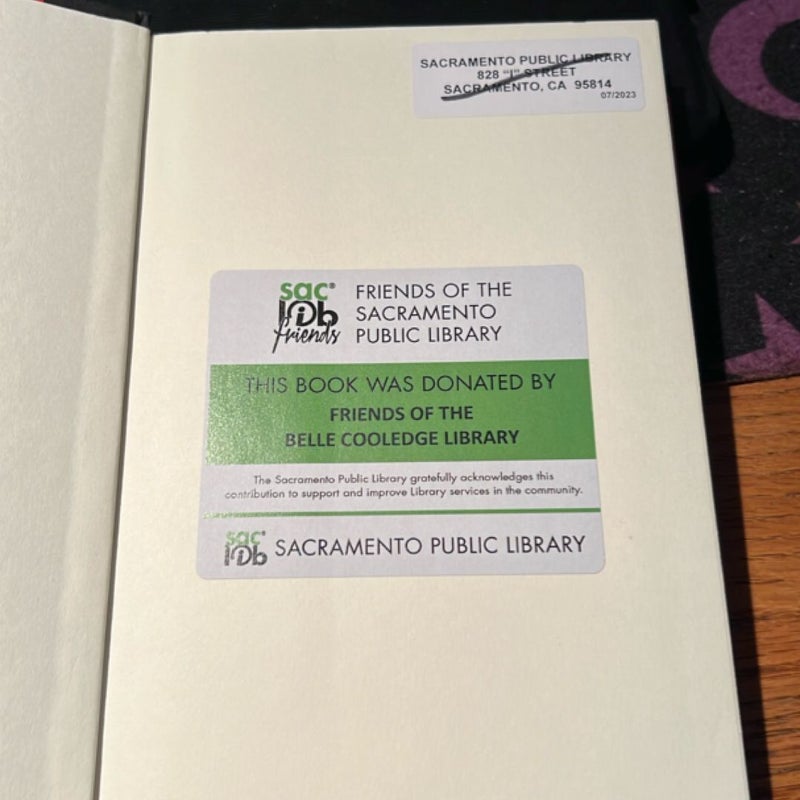 SACRAMENTO PUBLIC LIBRARY
828 "I" STREET
SACRAMENTO, CA 95814
07/2023
sac
lib
friends
FRIENDS OF THE
SACRAMENTO
PUBLIC LIBRARY
THIS BOOK WAS DONATED BY
FRIENDS OF THE
BELLE COOLEDGE LIBRARY
The Sacramento Public Library gratefully acknowledges this
contribution to support and improve Library services in the community.
sac
lib
SACRAMENTO PUBLIC LIBRARY